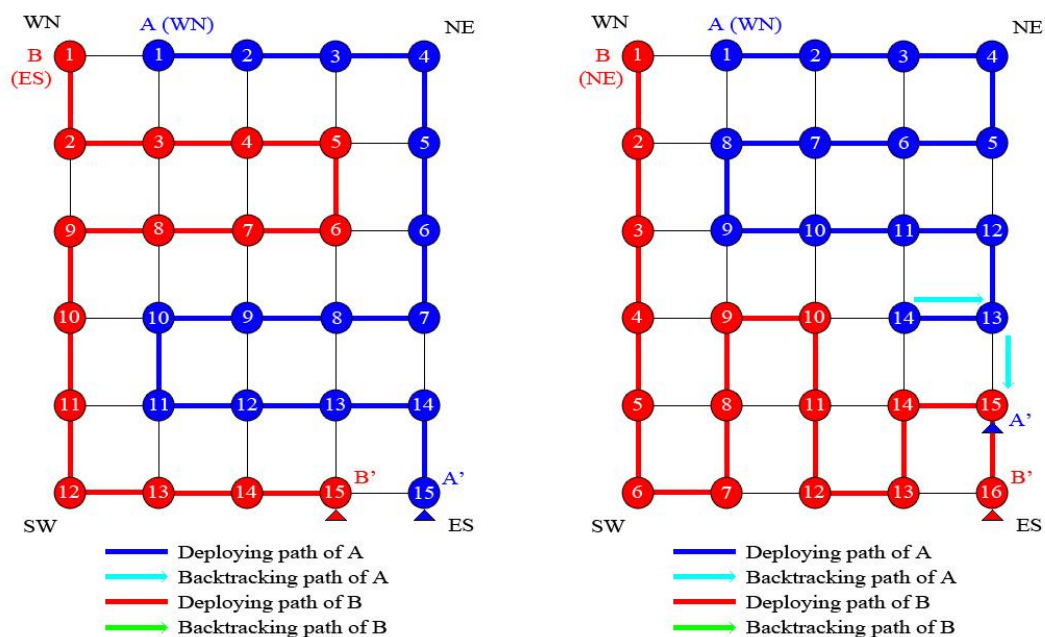 WN A (WN) NE
B 1 1 2 3 4
(ES)
2 3 4 5 5
9 8 7 6 6
10 10 9 8 7
11 11 12 13 14
B’ A’
12 13 14 15 15
SW ES
Deploying path of A
Backtracking path of A
Deploying path of B
Backtracking path of B
WN A (WN) NE
B 1 1 2 3 4
(NE)
2 8 7 6 5
3 9 10 11 12
4 9 10 14 13
5 8 11 14 15
A’
B’
6 7 12 13 16
SW ES
Deploying path of A
Backtracking path of A
Deploying path of B
Backtracking path of B